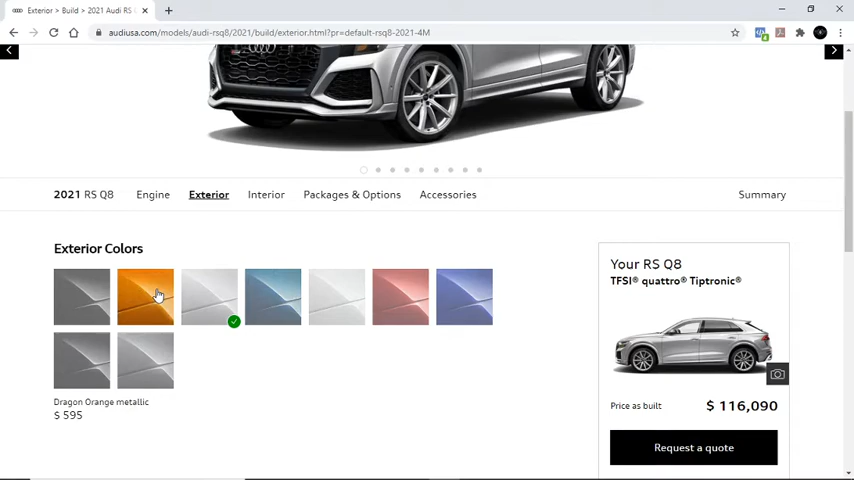 Exterior > Build > 2021 Audi RS
audiusa.com/models/audi-rsq8/2021/build/exterior.html?pr=default-rsq8-2021-4M
2021 RS Q8 Engine Exterior Interior Packages & Options Accessories Summary
Exterior Colors
Dragon Orange metallic
$ 595
Your RS Q8
TFSI® quattro® Tiptronic®
Price as built $ 116,090
Request a quote